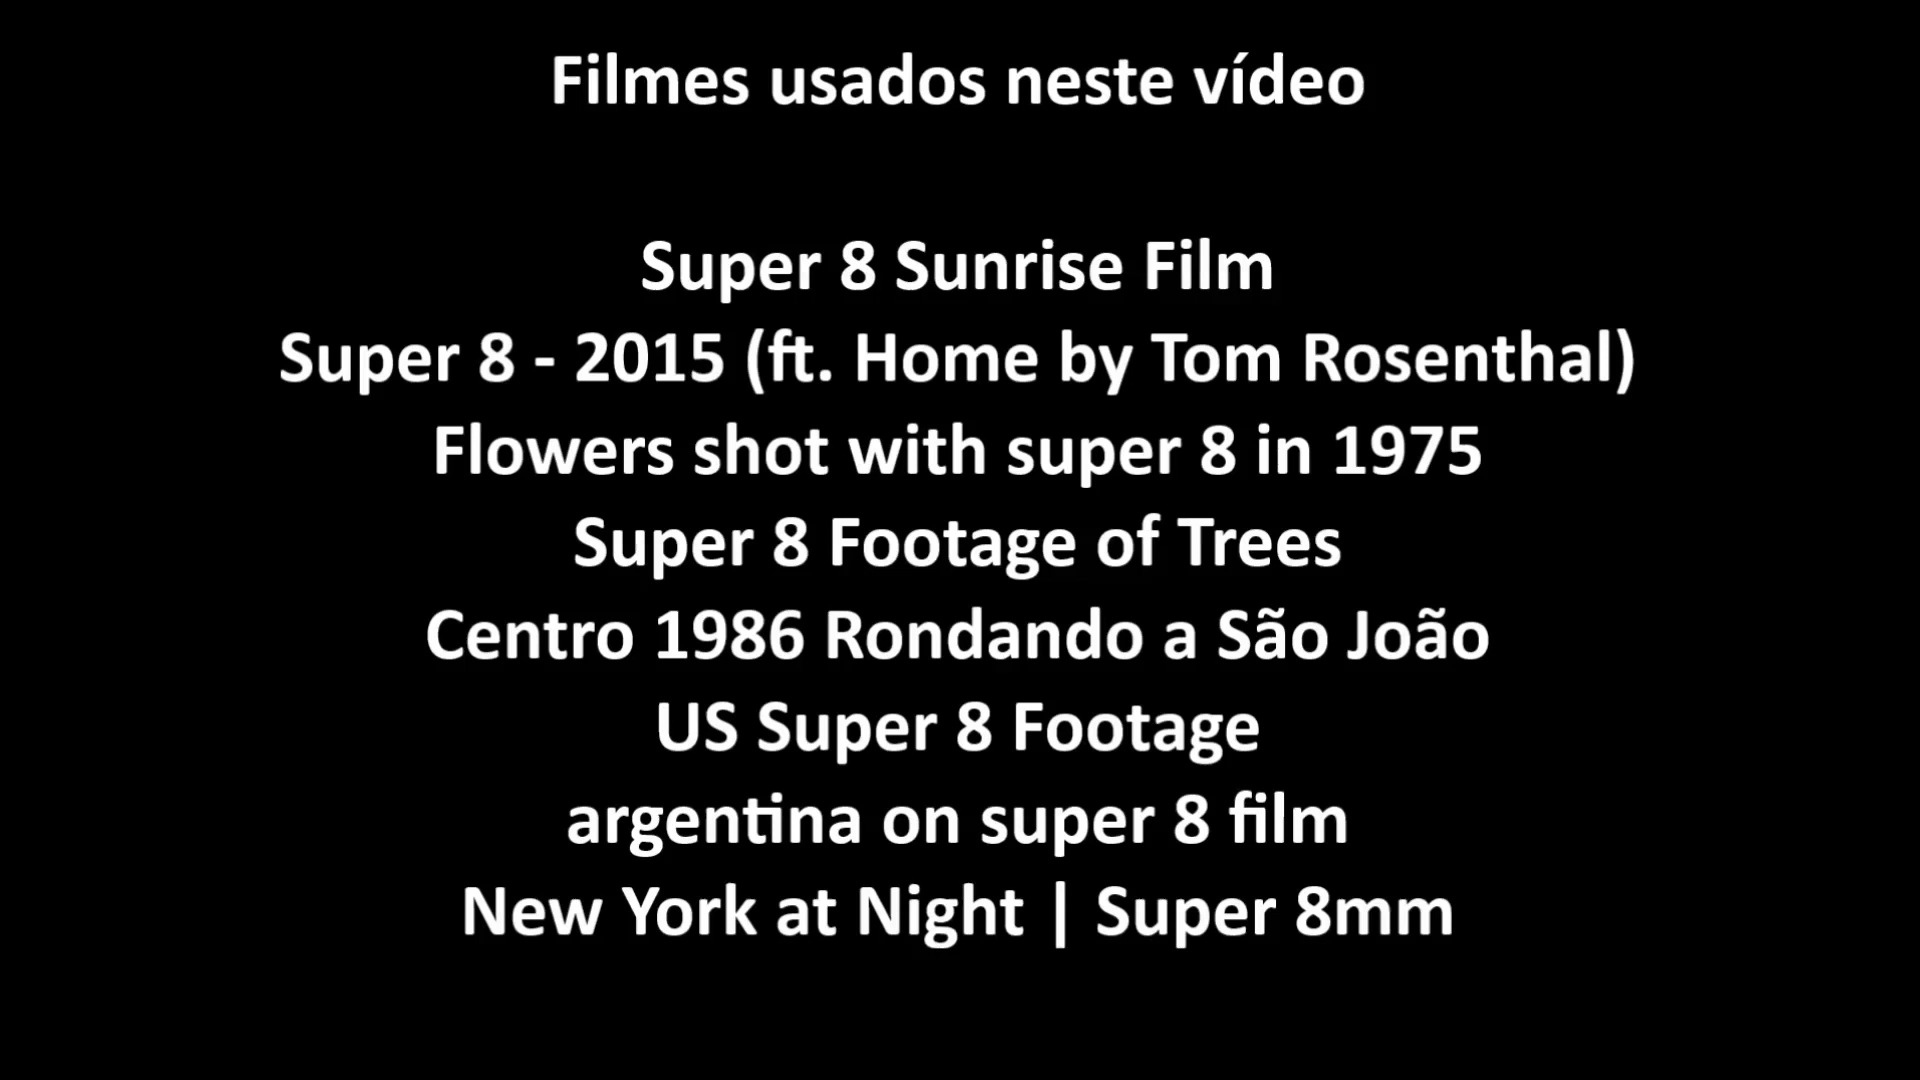 Filmes usados neste vídeo
Super 8 Sunrise Film
Super 8 - 2015 (ft. Home by Tom Rosenthal)
Flowers shot with super 8 in 1975
Super 8 Footage of Trees
Centro 1986 Rondando a São João
US Super 8 Footage
argentina on super 8 film
New York at Night | Super 8mm